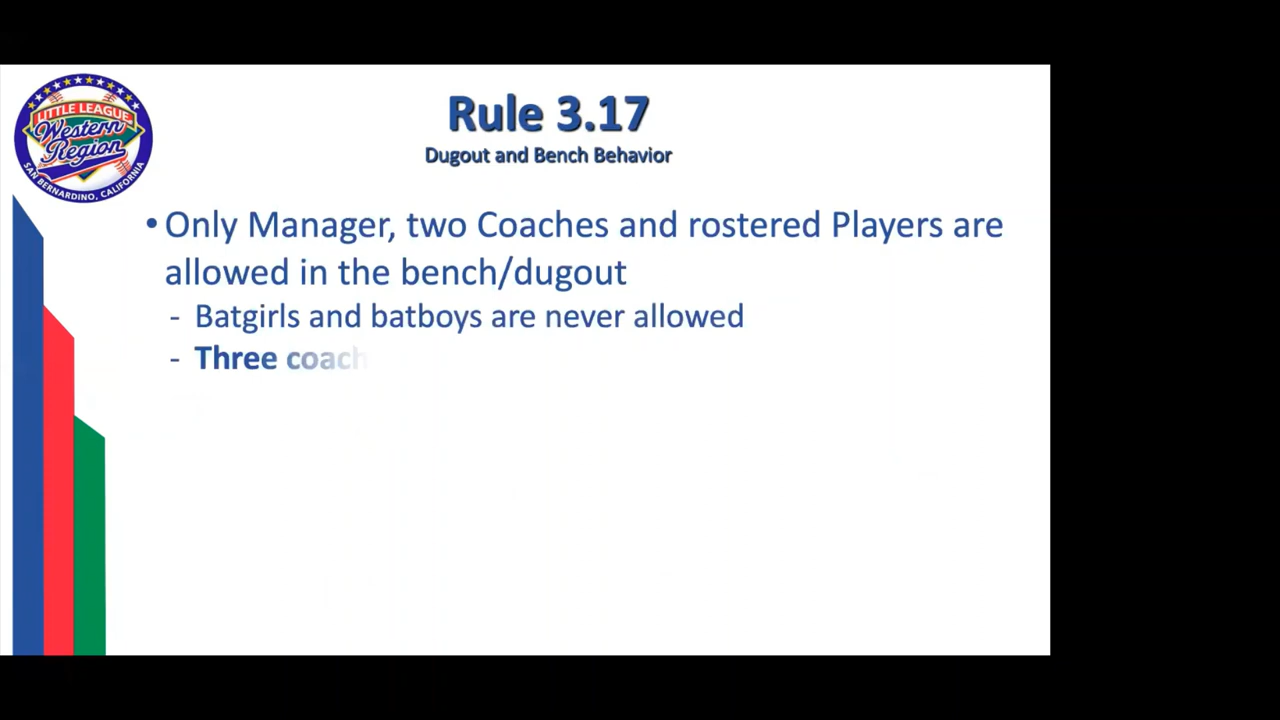 LITTLE LEAGUE
Western
Region
SAN BERNARDINO, CALIFORNIA
Rule 3.17
Dugout and Bench Behavior
• Only Manager, two Coaches and rostered Players are
allowed in the bench/dugout
- Batgirls and batboys are never allowed
- Three coach